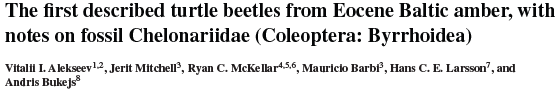 The first described turtle beetles from Eocene Baltic amber, with
notes on fossil Chelonariidae (Coleoptera: Byrrhoidea)
Vitalii I. Alekseev1,2, Jerit Mitchell3, Ryan C. McKellar4,5,6, Mauricio Barbi3, Hans C. E. Larsson7, and
Andris Bukejs8